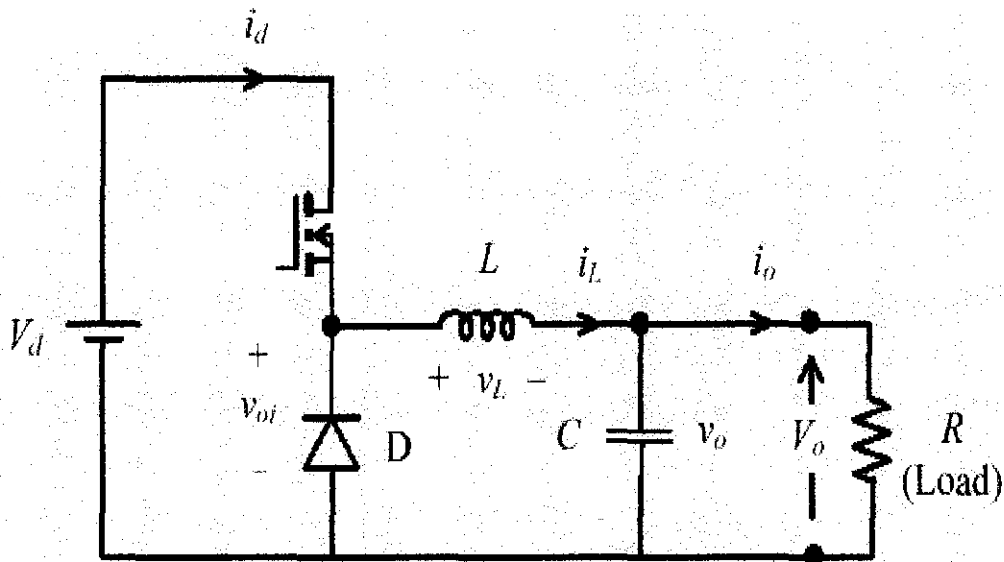 i_d
L
i_L
i_o
V_d
+
v_oi
−
D
+ v_L −
C
v_o
V_o
R
(Load)